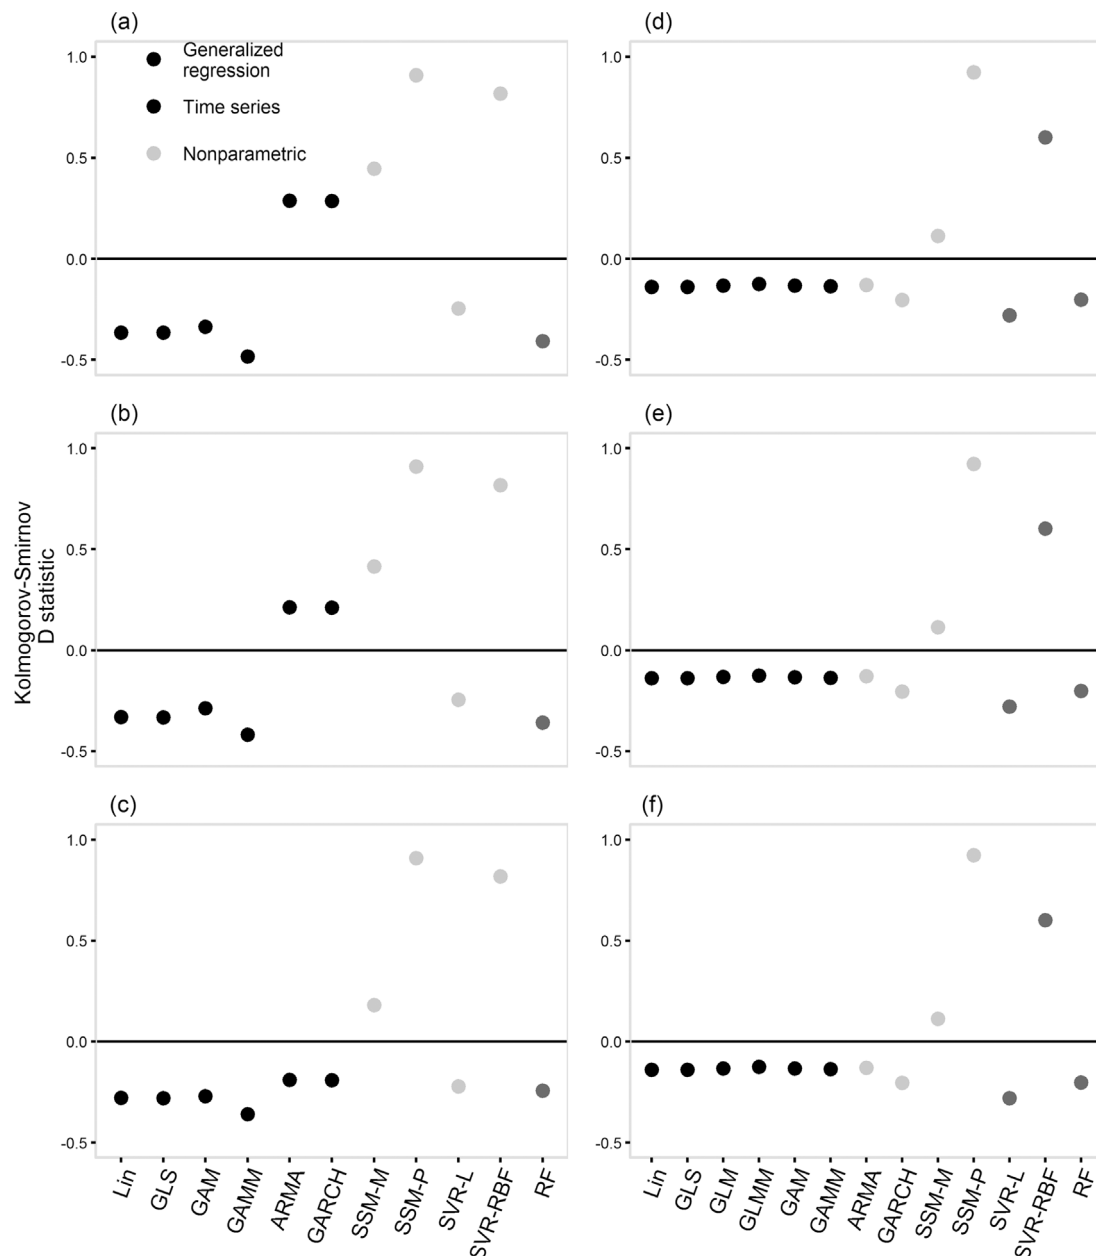 (a)
1.0
0.5
0.0
-0.5
Generalized
regression
Time series
Nonparametric
(d)
1.0
0.5
0.0
-0.5
(b)
1.0
0.5
0.0
-0.5
(e)
1.0
0.5
0.0
-0.5
Kolmogorov-Smirnov
D statistic
(c)
1.0
0.5
0.0
-0.5
Lin
GLS
GAM
GAMM
ARMA
GARCH
SSM-M
SSM-P
SVR-L
SVR-RBF
RF
(f)
1.0
0.5
0.0
-0.5
Lin
GLS
GLM
GLMM
GAM
GAMM
ARMA
GARCH
SSM-M
SSM-P
SVR-L
SVR-RBF
RF